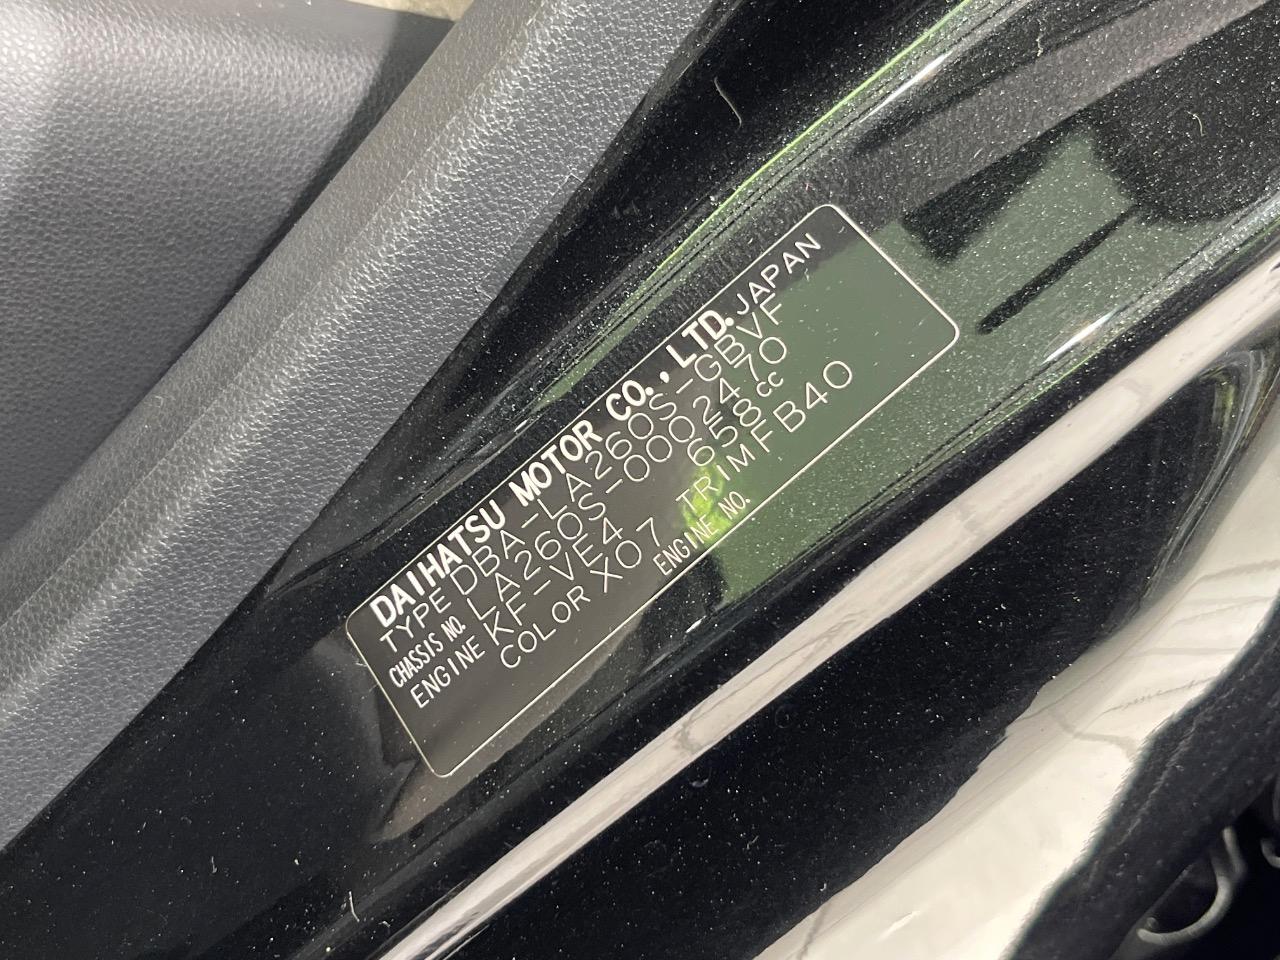 DAIHATSU MOTOR CO., LTD. JAPAN
TYPE DBA-LA260S-GBVF
CHASSIS NO. LA260S-0002470
ENGINE KF-VE4 658cc
COLOR X07 TRIM FB40
ENGINE NO.